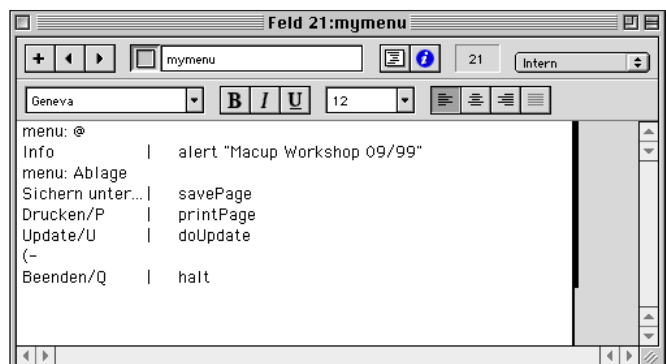 Feld 21:mymenu
mymenu 21 Intern
Geneva B I U 12
menu: @
Info | alert "Macup Workshop 09/99"
menu: Ablage
Sichern unter...| savePage
Drucken/P | printPage
Update/U | doUpdate
(-
Beenden/Q | halt